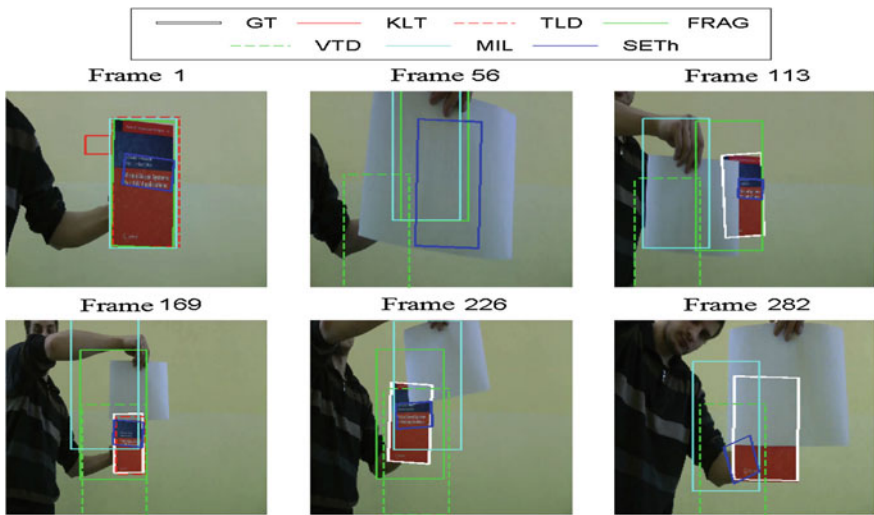 GT KLT TLD FRAG
VTD MIL SETh
Frame 1 Frame 56 Frame 113
Frame 169 Frame 226 Frame 282